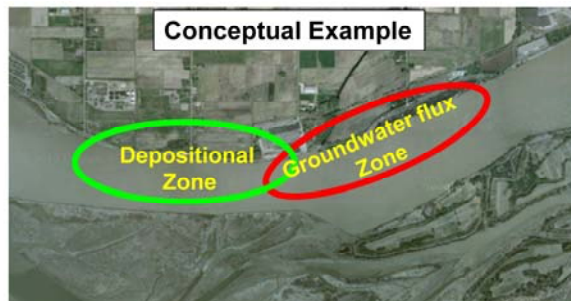 Conceptual Example
Depositional
Zone
Groundwater flux
Zone